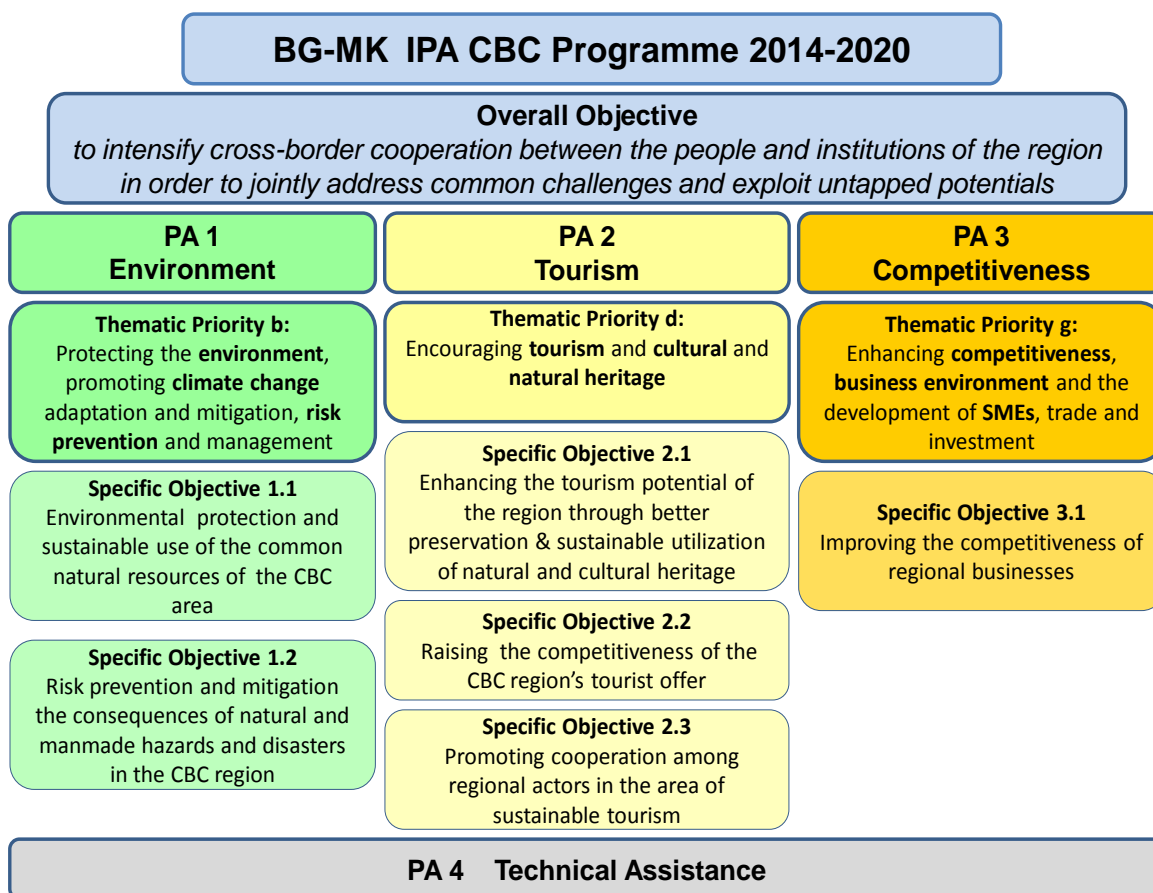 BG-MK IPA CBC Programme 2014-2020
Overall Objective
to intensify cross-border cooperation between the people and institutions of the region
in order to jointly address common challenges and exploit untapped potentials
PA 1
Environment
Thematic Priority b:
Protecting the environment,
promoting climate change
adaptation and mitigation, risk
prevention and management
Specific Objective 1.1
Environmental protection and
sustainable use of the common
natural resources of the CBC
area
Specific Objective 1.2
Risk prevention and mitigation
the consequences of natural and
manmade hazards and disasters
in the CBC region
PA 2
Tourism
Thematic Priority d:
Encouraging tourism and cultural and
natural heritage
Specific Objective 2.1
Enhancing the tourism potential of
the region through better
preservation & sustainable utilization
of natural and cultural heritage
Specific Objective 2.2
Raising the competitiveness of the
CBC region’s tourist offer
Specific Objective 2.3
Promoting cooperation among
regional actors in the area of
sustainable tourism
PA 3
Competitiveness
Thematic Priority g:
Enhancing competitiveness,
business environment and the
development of SMEs, trade and
investment
Specific Objective 3.1
Improving the competitiveness of
regional businesses
PA 4 Technical Assistance